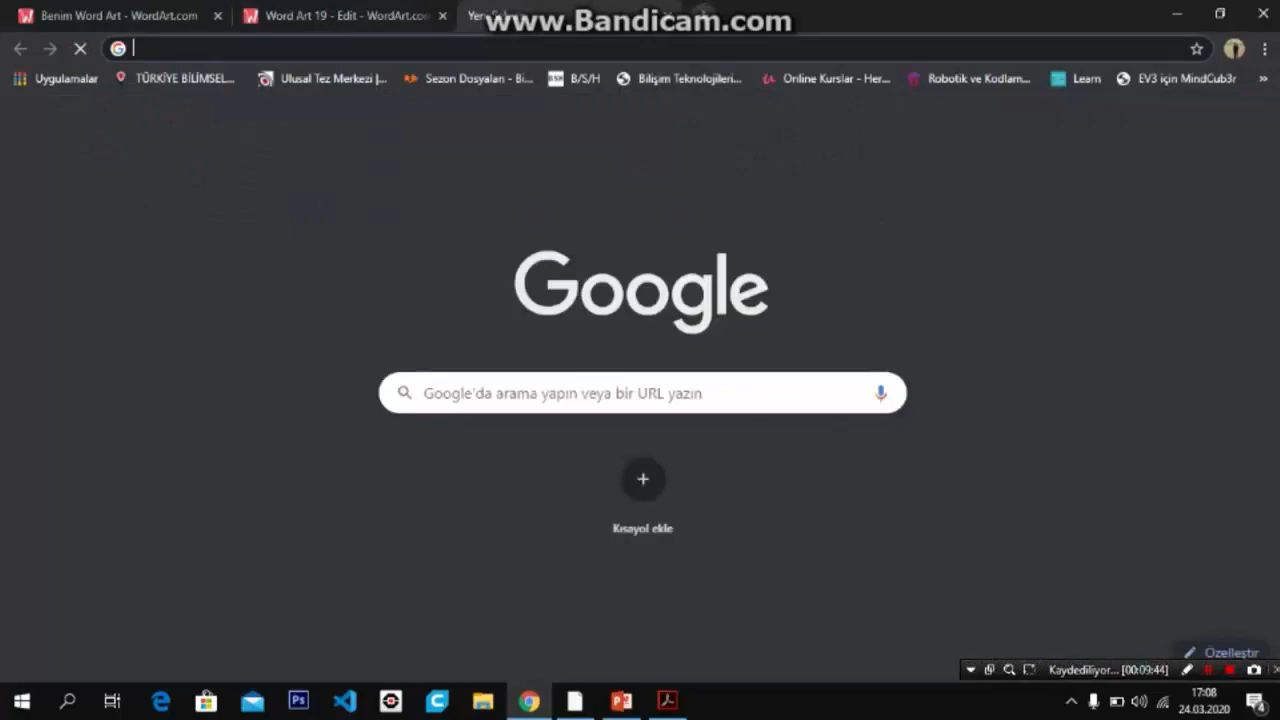 Benim Word Art - WordArt.com
Word Art 19 - Edit - WordArt.com
www.Bandicam.com
Uygulamalar
TÜRKİYE BİLİMSEL...
Ulusal Tez Merkezi |...
Sezon Dosyaları - Bi...
BSH
B/S/H
Bilişim Teknolojileri...
Online Kurslar - Her...
Robotik ve Kodlam...
Learn
EV3 için MindCub3r
»
Google
Google'da arama yapın veya bir URL yazın
Kısayol ekle
Özelleştir
Kaydediliyor... [00:09:44]
Ps
17:08
24.03.2020
4